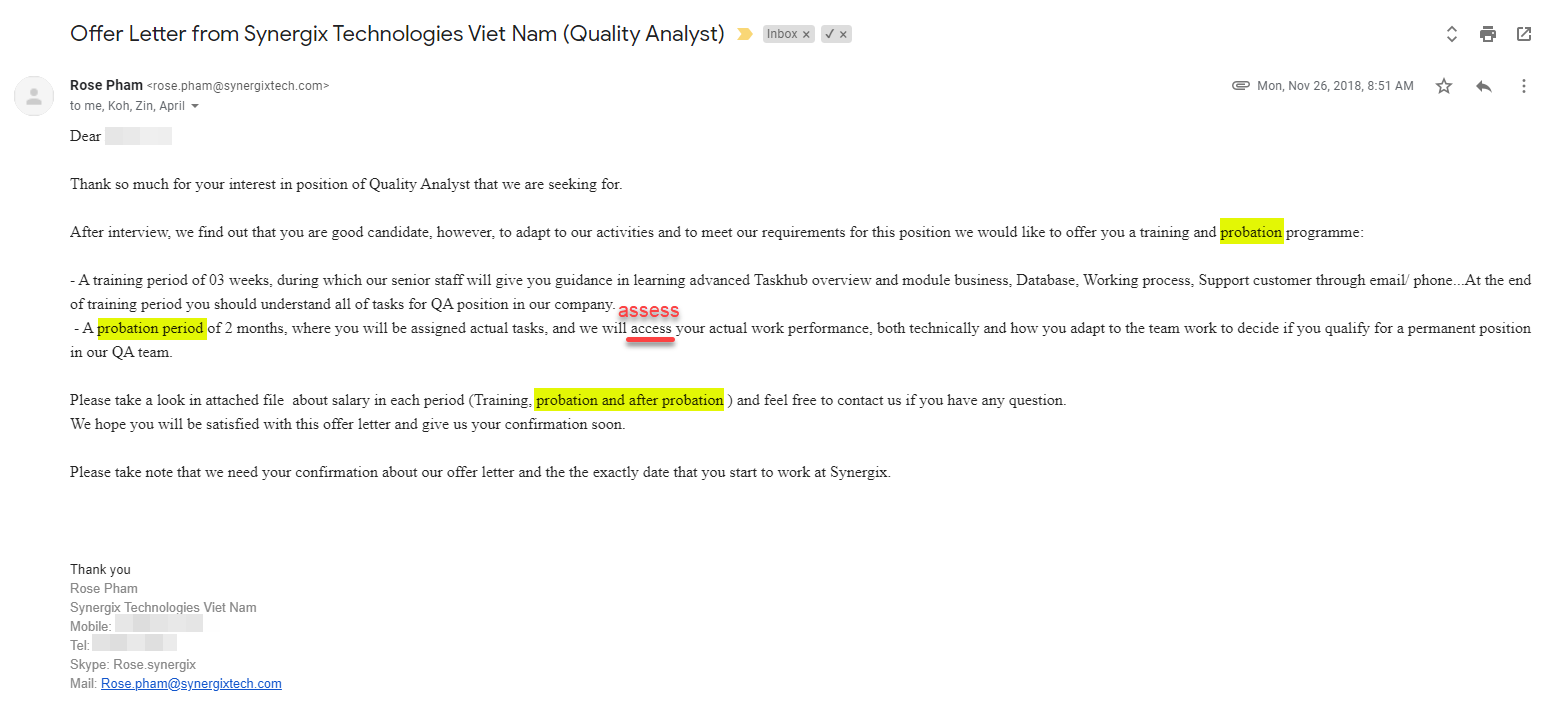 Offer Letter from Synergix Technologies Viet Nam (Quality Analyst) Inbox × ✓ ×
Rose Pham <rose.pham@synergixtech.com> Mon, Nov 26, 2018, 8:51 AM
to me, Koh, Zin, April
Dear
Thank so much for your interest in position of Quality Analyst that we are seeking for.
After interview, we find out that you are good candidate, however, to adapt to our activities and to meet our requirements for this position we would like to offer you a training and probation programme:
- A training period of 03 weeks, during which our senior staff will give you guidance in learning advanced Taskhub overview and module business, Database, Working process, Support customer through email/ phone...At the end
of training period you should understand all of tasks for QA position in our company.
assess
- A probation period of 2 months, where you will be assigned actual tasks, and we will access your actual work performance, both technically and how you adapt to the team work to decide if you qualify for a permanent position
in our QA team.
Please take a look in attached file  about salary in each period (Training, probation and after probation ) and feel free to contact us if you have any question.
We hope you will be satisfied with this offer letter and give us your confirmation soon.
Please take note that we need your confirmation about our offer letter and the the exactly date that you start to work at Synergix.
Thank you
Rose Pham
Synergix Technologies Viet Nam
Mobile:
Tel:
Skype: Rose.synergix
Mail: Rose.pham@synergixtech.com